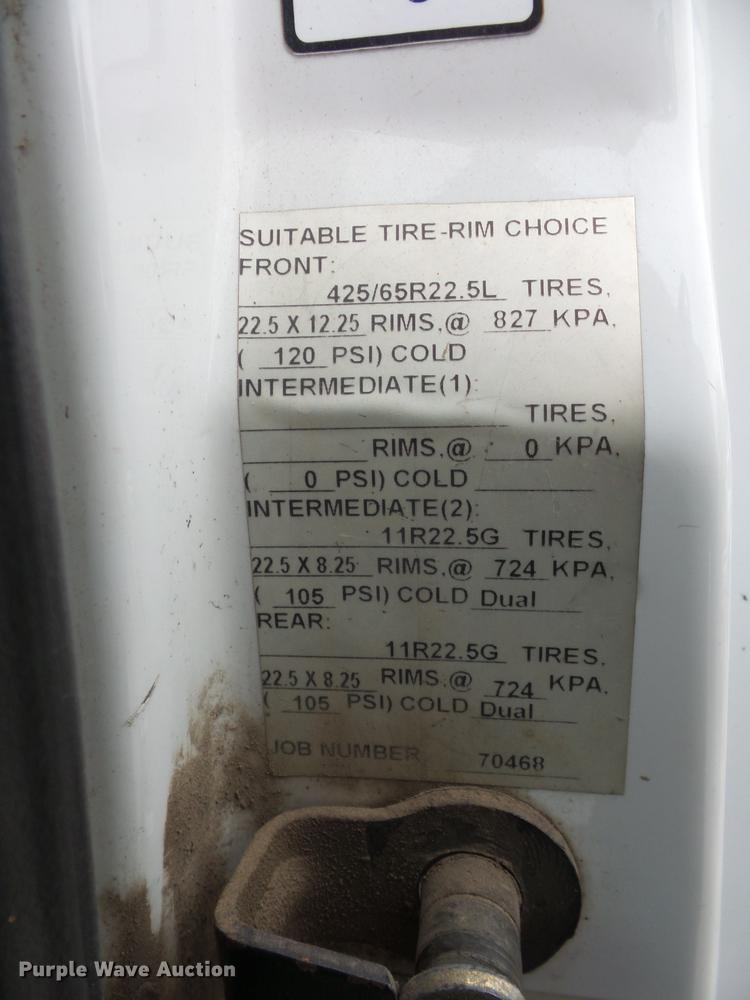 SUITABLE TIRE-RIM CHOICE
FRONT:
425/65R22.5L TIRES,
22.5 X 12.25 RIMS,@ 827 KPA,
( 120 PSI) COLD
INTERMEDIATE(1):
TIRES,
RIMS,@ 0 KPA,
( 0 PSI) COLD
INTERMEDIATE(2):
11R22.5G TIRES,
22.5 X 8.25 RIMS,@ 724 KPA,
( 105 PSI) COLD Dual
REAR:
11R22.5G TIRES,
22.5 X 8.25 RIMS,@ 724 KPA,
( 105 PSI) COLD Dual
JOB NUMBER 70468
Purple Wave Auction